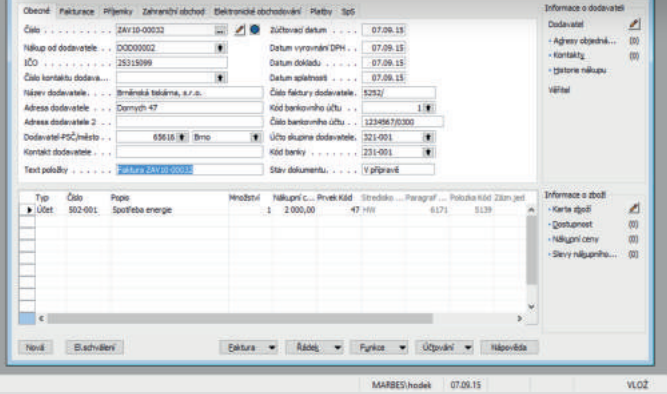 Obecné Fakturace Příjemky Zahraniční obchod Elektronické obchodování Platby SpS
Číslo . . . . . . . . . . . ZAV10-00032 ...
Nákup od dodavatele . . DOD00002
IČO . . . . . . . . . . . . 25315099
Číslo kontaktu dodava...
Název dodavatele. . . . Brněnská tiskárna, s.r.o.
Adresa dodavatele . . . Dornych 47
Adresa dodavatele 2 . .
Dodavatel-PSČ/město . . 65616 Brno
Kontakt dodavatele . . .
Text položky . . . . . . Faktura ZAV10-00032
Zúčtovací datum . . . . 07.09.15
Datum vyrovnání DPH . . 07.09.15
Datum dokladu . . . . . 07.09.15
Datum splatnosti . . . . 07.09.15
Číslo faktury dodavatele. 5252/
Kód bankovního účtu . . 1
Číslo bankovního účtu . . 1234567/0300
Účto skupina dodavatele. 321-001
Kód banky . . . . . . . 231-001
Stav dokumentu. . . . . V přípravě
Informace o dodavateli
Dodavatel
Adresy objedná... (0)
Kontakty (0)
Historie nákupu
Věřitel
Typ Číslo Popis Množství Nákupní c... Prvek Kód Středisko ... Paragraf ... Položka Kód Zázn.jed
Účet 502-001 Spotřeba energie 1 2 000,00 47 HW 6171 5139
Informace o zboží
Karta zboží
Dostupnost (0)
Nákupní ceny (0)
Slevy nákupního... (0)
Nová El.schválení Faktura Řádek Funkce Účtování Nápověda
MARBES\hodek 07.09.15 VLOŽ